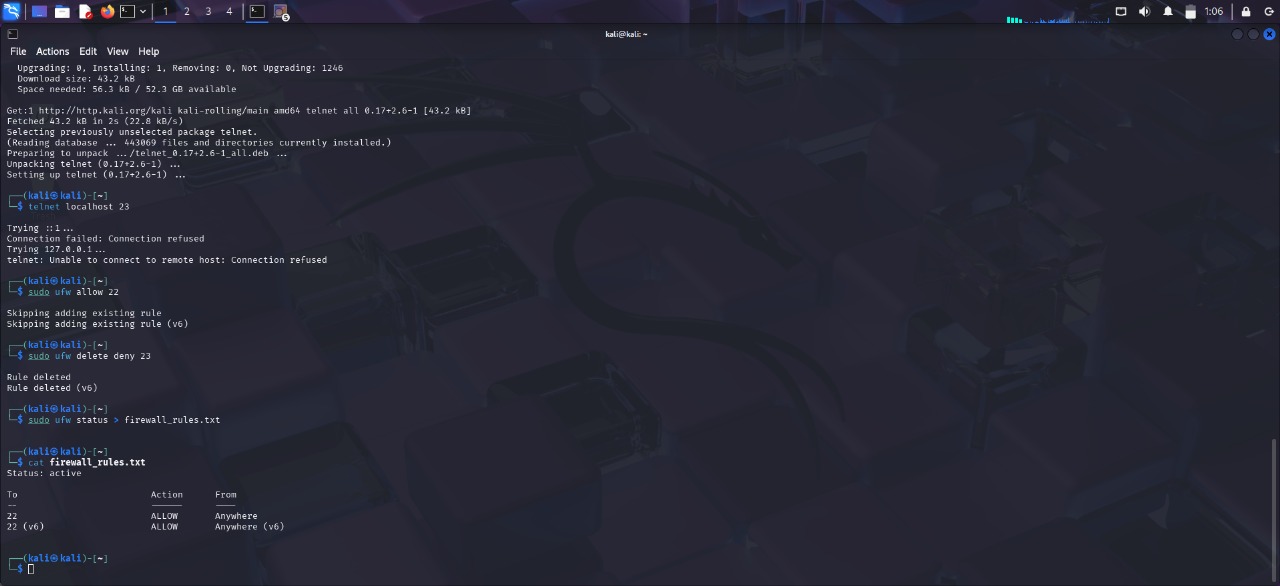 1 2 3 4
5
1:06
kali@kali: ~
File Actions Edit View Help
Upgrading: 0, Installing: 1, Removing: 0, Not Upgrading: 1246
Download size: 43.2 kB
Space needed: 56.3 kB / 52.3 GB available
Get:1 http://http.kali.org/kali kali-rolling/main amd64 telnet all 0.17+2.6-1 [43.2 kB]
Fetched 43.2 kB in 2s (22.8 kB/s)
Selecting previously unselected package telnet.
(Reading database ... 443069 files and directories currently installed.)
Preparing to unpack .../telnet_0.17+2.6-1_all.deb ...
Unpacking telnet (0.17+2.6-1) ...
Setting up telnet (0.17+2.6-1) ...
┌──(kali㉿kali)-[~]
└─$ telnet localhost 23
Trying ::1...
Connection failed: Connection refused
Trying 127.0.0.1...
telnet: Unable to connect to remote host: Connection refused
┌──(kali㉿kali)-[~]
└─$ sudo ufw allow 22
Skipping adding existing rule
Skipping adding existing rule (v6)
┌──(kali㉿kali)-[~]
└─$ sudo ufw delete deny 23
Rule deleted
Rule deleted (v6)
┌──(kali㉿kali)-[~]
└─$ sudo ufw status > firewall_rules.txt
┌──(kali㉿kali)-[~]
└─$ cat firewall_rules.txt
Status: active
To Action From
-- ------ ----
22 ALLOW Anywhere
22 (v6) ALLOW Anywhere (v6)
┌──(kali㉿kali)-[~]
└─$